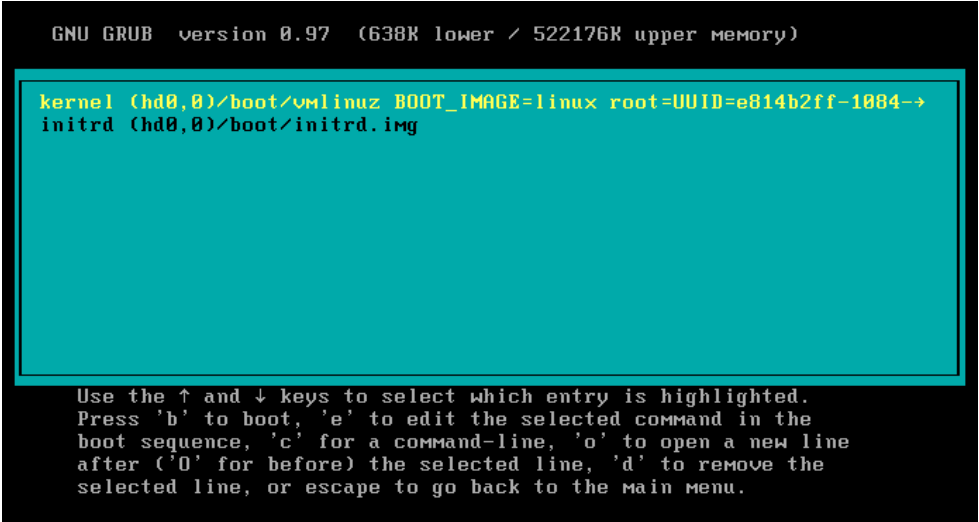 GNU GRUB  version 0.97  (638K lower / 522176K upper memory)
kernel (hd0,0)/boot/vmlinuz BOOT_IMAGE=linux root=UUID=e814b2ff-1084-→
initrd (hd0,0)/boot/initrd.img
Use the ↑ and ↓ keys to select which entry is highlighted.
Press 'b' to boot, 'e' to edit the selected command in the
boot sequence, 'c' for a command-line, 'o' to open a new line
after ('O' for before) the selected line, 'd' to remove the
selected line, or escape to go back to the main menu.